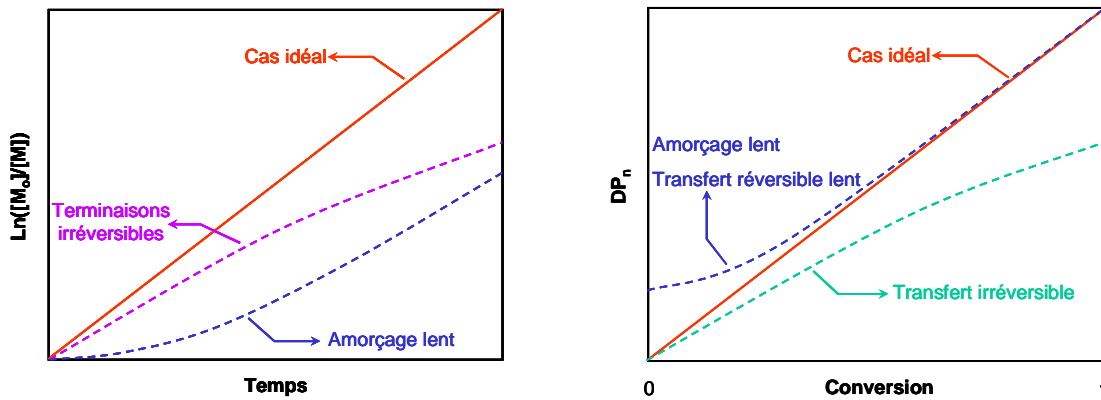 Cas idéal
Ln([M₀]/[M])
Terminaisons
irréversibles
Amorçage lent
Temps
Cas idéal
Amorçage lent
Transfert réversible lent
DPₙ
Transfert irréversible
0
Conversion